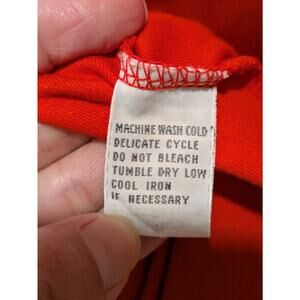 MACHINE WASH COLD
DELICATE CYCLE
DO NOT BLEACH
TUMBLE DRY LOW
COOL IRON
IF NECESSARY